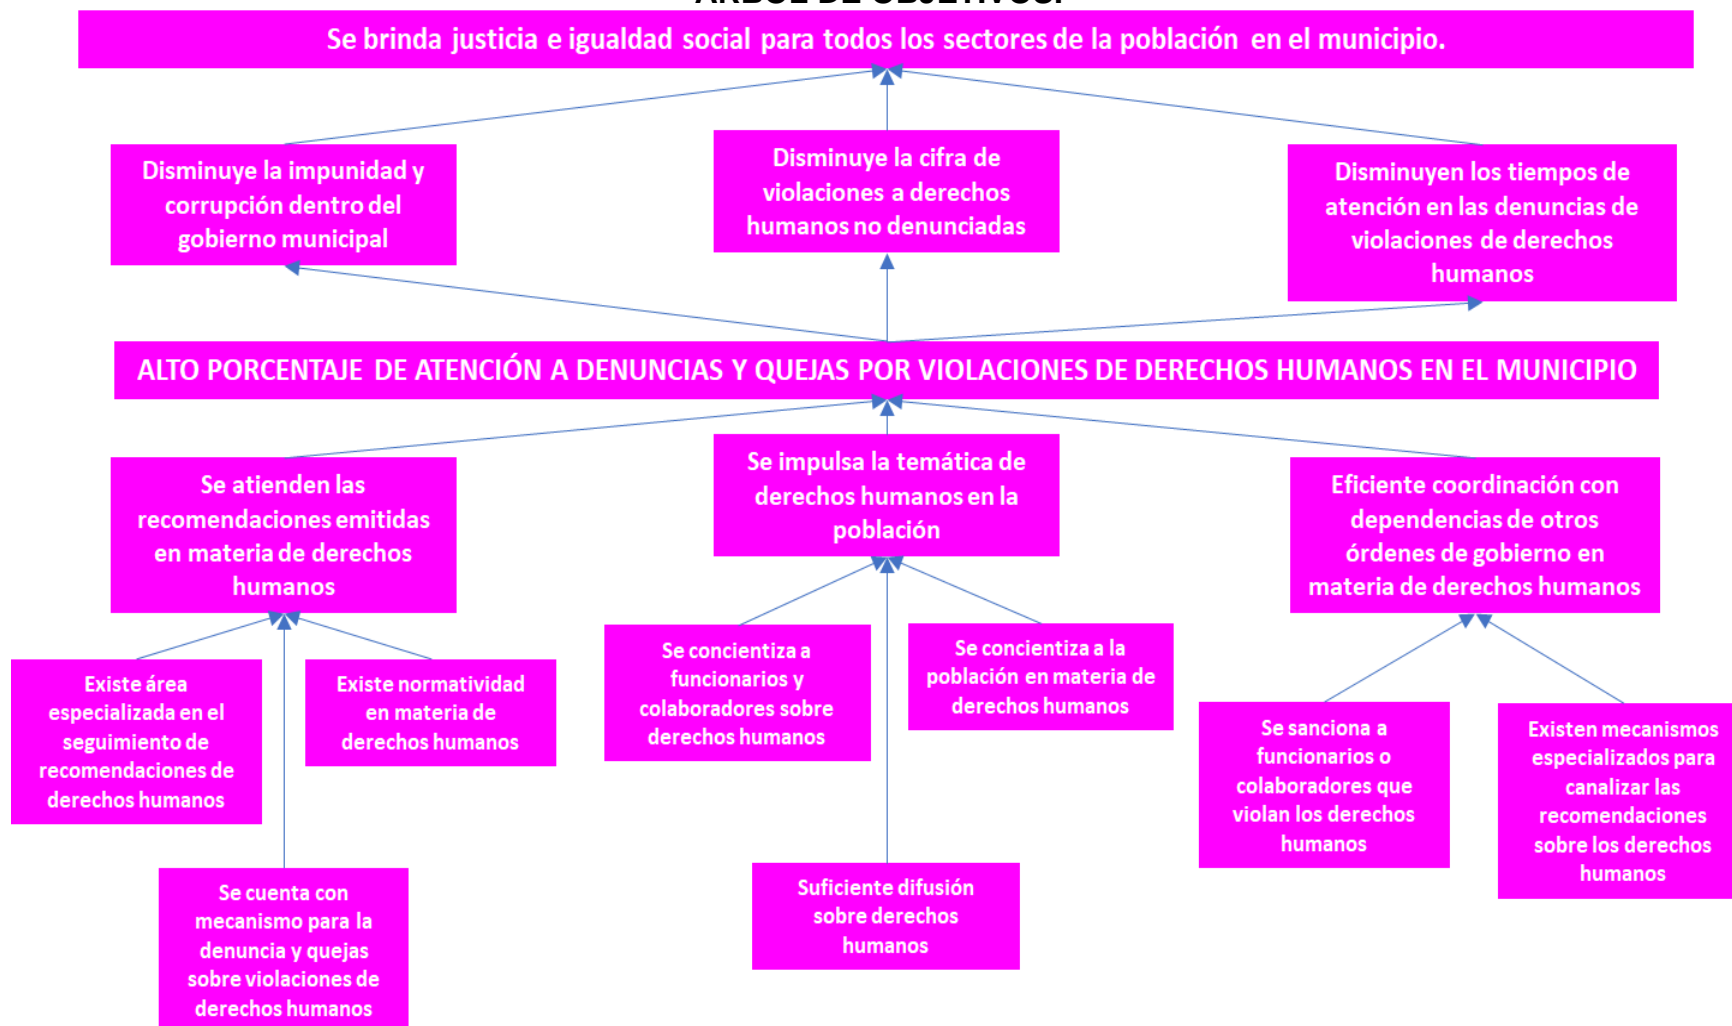 ÁRBOL DE OBJETIVOS.
Se brinda justicia e igualdad social para todos los sectores de la población en el municipio.
Disminuye la impunidad y
corrupción dentro del
gobierno municipal
Disminuye la cifra de
violaciones a derechos
humanos no denunciadas
Disminuyen los tiempos de
atención en las denuncias de
violaciones de derechos
humanos
ALTO PORCENTAJE DE ATENCIÓN A DENUNCIAS Y QUEJAS POR VIOLACIONES DE DERECHOS HUMANOS EN EL MUNICIPIO
Se atienden las
recomendaciones emitidas
en materia de derechos
humanos
Se impulsa la temática de
derechos humanos en la
población
Eficiente coordinación con
dependencias de otros
órdenes de gobierno en
materia de derechos humanos
Existe área
especializada en el
seguimiento de
recomendaciones de
derechos humanos
Existe normatividad
en materia de
derechos humanos
Se concientiza a
funcionarios y
colaboradores sobre
derechos humanos
Se concientiza a la
población en materia de
derechos humanos
Se sanciona a
funcionarios o
colaboradores que
violan los derechos
humanos
Existen mecanismos
especializados para
canalizar las
recomendaciones
sobre los derechos
humanos
Se cuenta con
mecanismo para la
denuncia y quejas
sobre violaciones de
derechos humanos
Suficiente difusión
sobre derechos
humanos